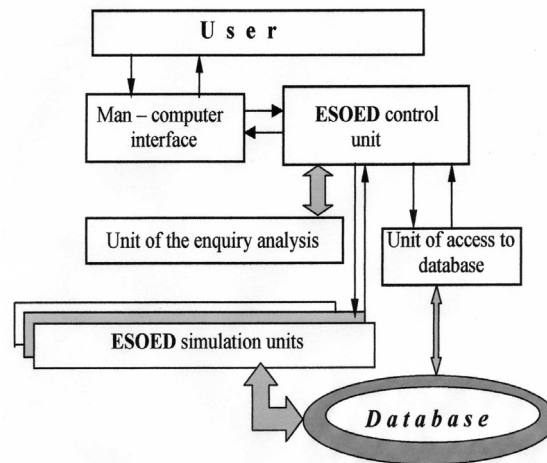 User
Man – computer
interface
ESOED control
unit
Unit of the enquiry analysis
Unit of access to
database
ESOED simulation units
Database